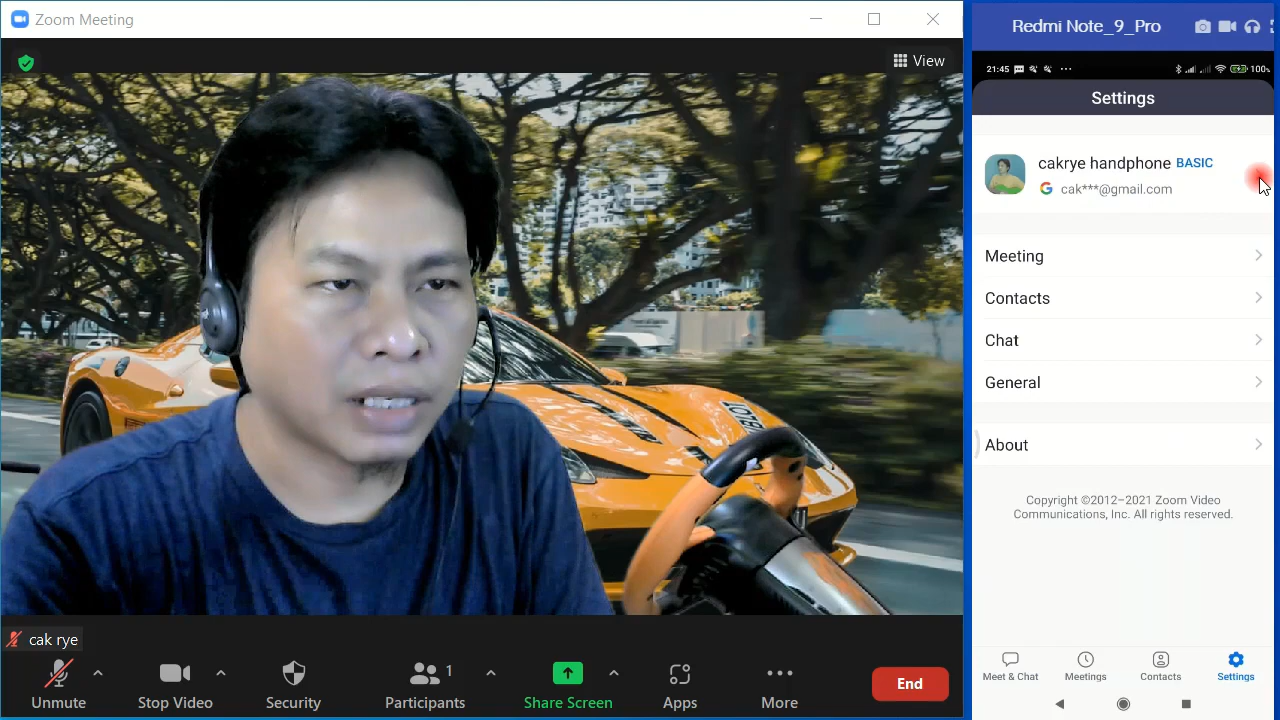 Zoom Meeting
View
cak rye
Unmute
Stop Video
Security
Participants
1
Share Screen
Apps
More
End
Redmi Note_9_Pro
21:45
100%
Settings
cakrye handphone BASIC
cak***@gmail.com
Meeting
Contacts
Chat
General
About
Copyright ©2012–2021 Zoom Video
Communications, Inc. All rights reserved.
Meet & Chat
Meetings
Contacts
Settings